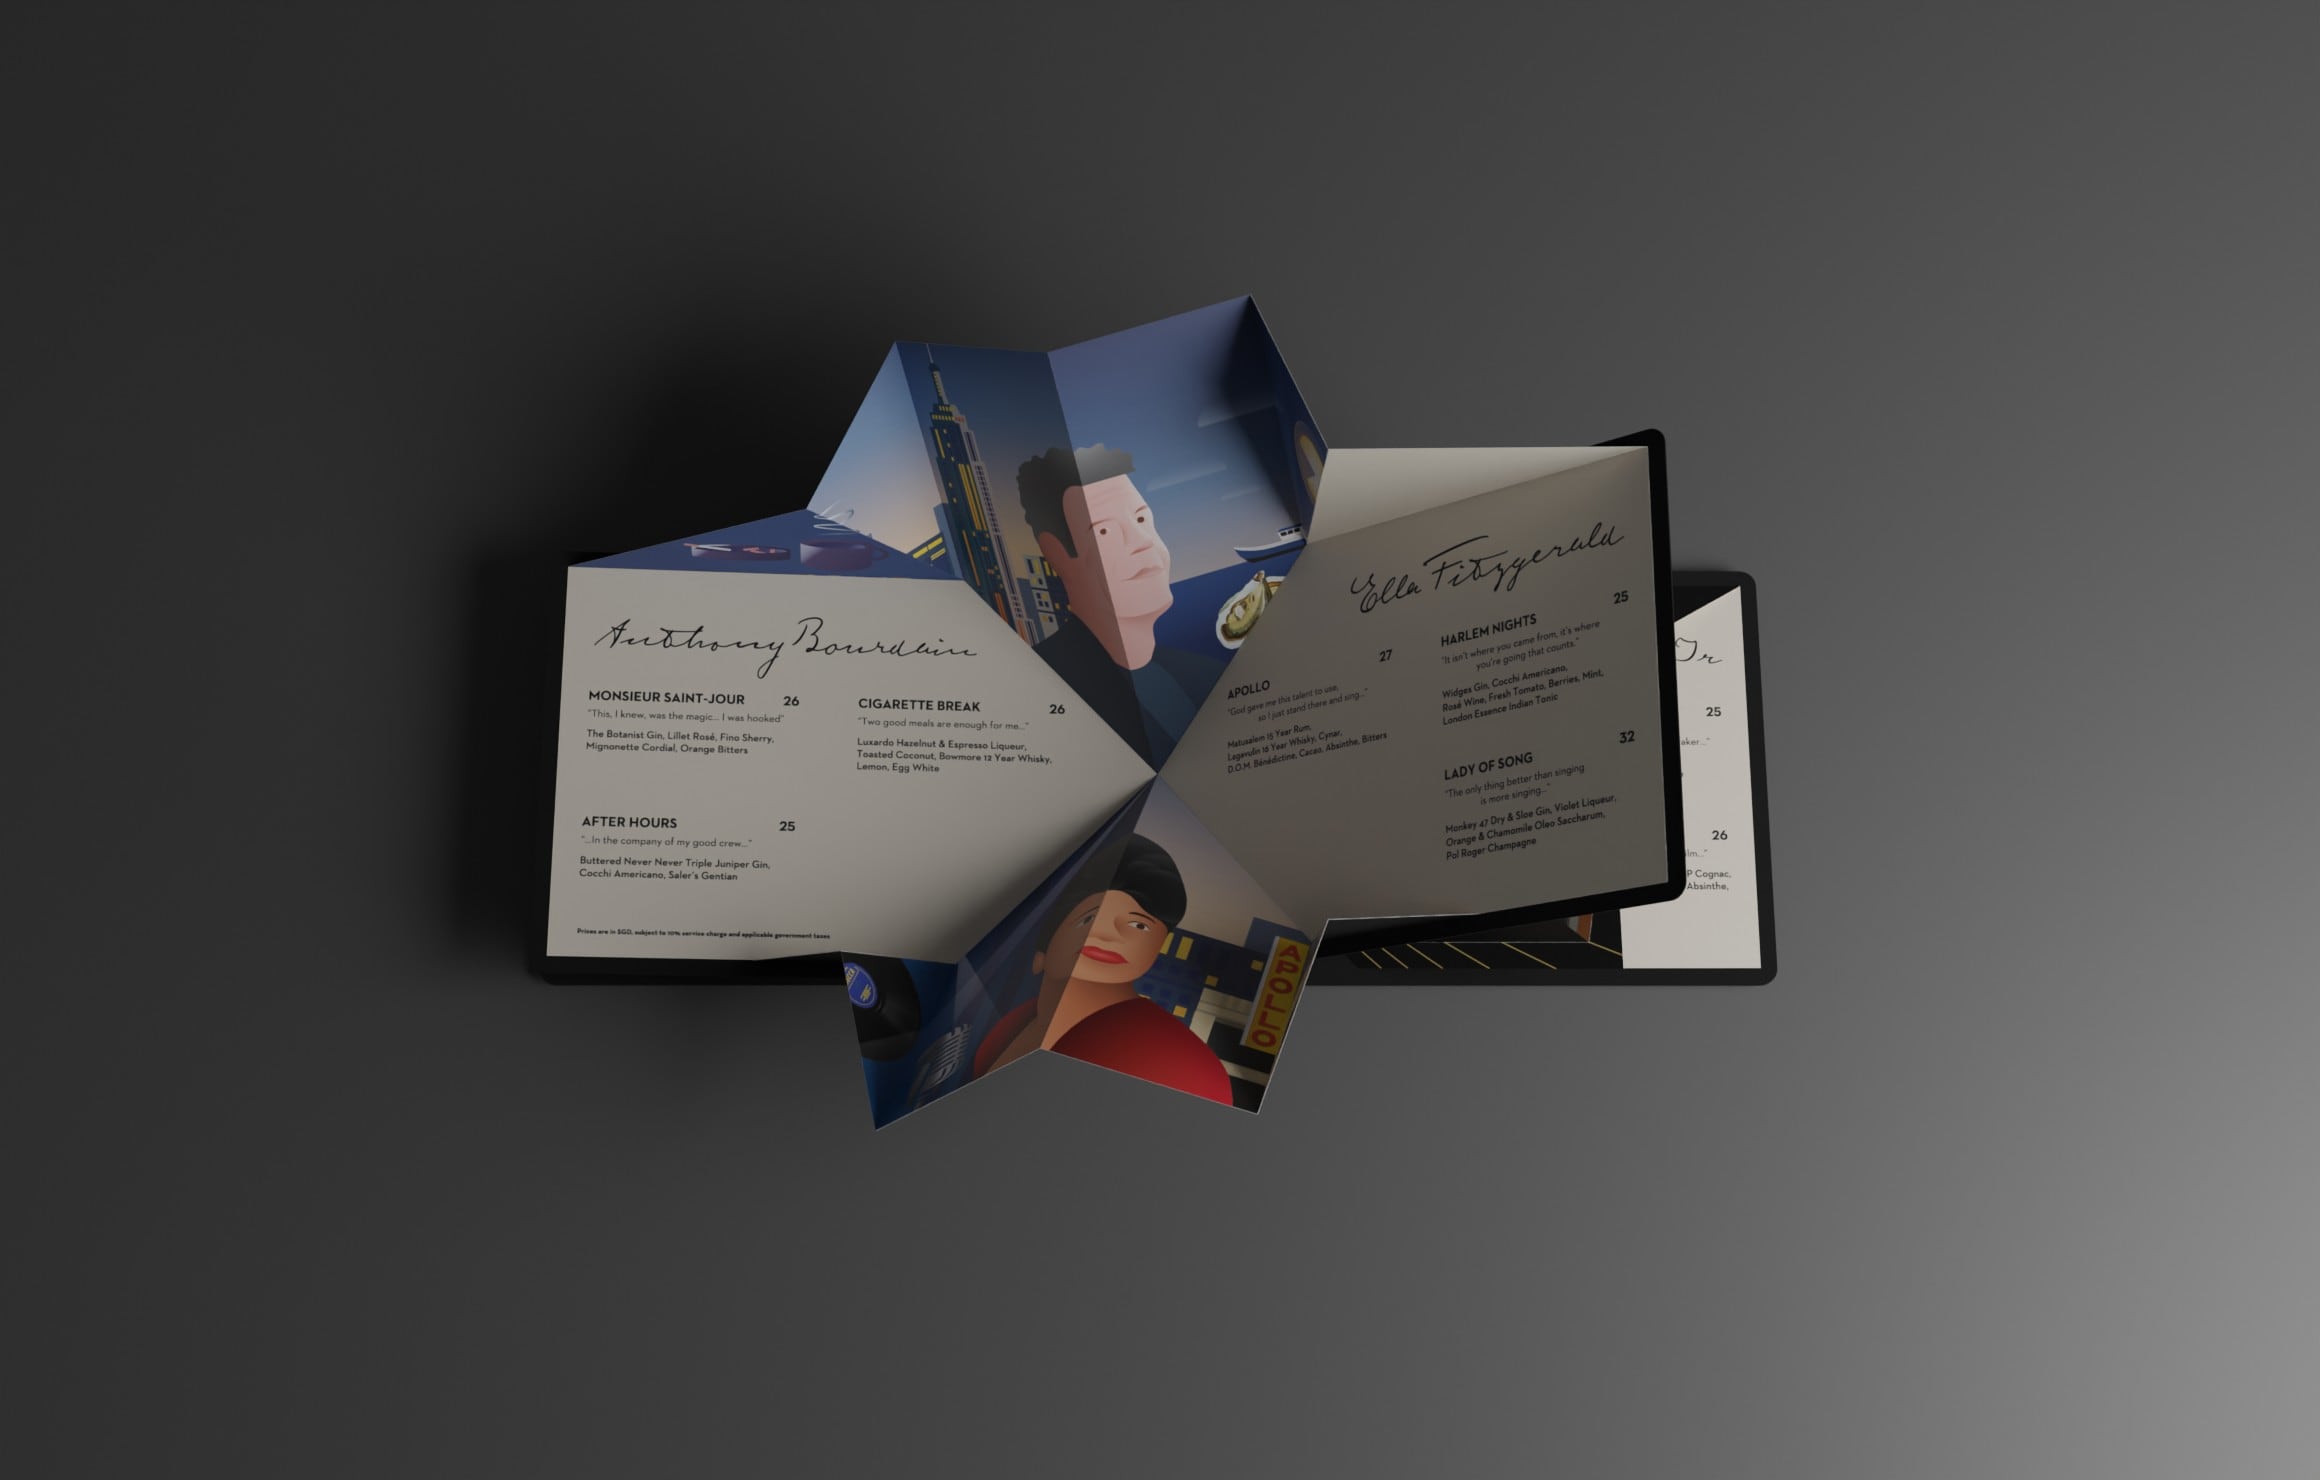 Anthony Bourdain
MONSIEUR SAINT-JOUR 26
"This, I knew, was the magic... I was hooked"
The Botanist Gin, Lillet Rosé, Fino Sherry,
Mignonette Cordial, Orange Bitters
AFTER HOURS 25
"...In the company of my good crew..."
Buttered Never Never Triple Juniper Gin,
Cocchi Americano, Saler's Gentian
CIGARETTE BREAK 26
"Two good meals are enough for me..."
Luxardo Hazelnut & Espresso Liqueur,
Toasted Coconut, Bowmore 12 Year Whisky,
Lemon, Egg White
Prices are in SGD, subject to 10% service charge and applicable government taxes
Ella Fitzgerald
APOLLO 27
"God gave me this talent to use,
so I just stand there and sing..."
Matusalem 15 Year Rum,
Lagavulin 16 Year Whisky, Cynar,
D.O.M. Bénédictine, Cacao, Absinthe, Bitters
HARLEM NIGHTS 25
"It isn't where you came from, it's where
you're going that counts."
Widges Gin, Cocchi Americano,
Rosé Wine, Fresh Tomato, Berries, Mint,
London Essence Indian Tonic
LADY OF SONG 32
"The only thing better than singing
is more singing..."
Monkey 47 Dry & Sloe Gin, Violet Liqueur,
Orange & Chamomile Oleo Saccharum,
Pol Roger Champagne
APOLLO
Jr
25
aker..."
26
lm..."
P Cognac,
Absinthe,